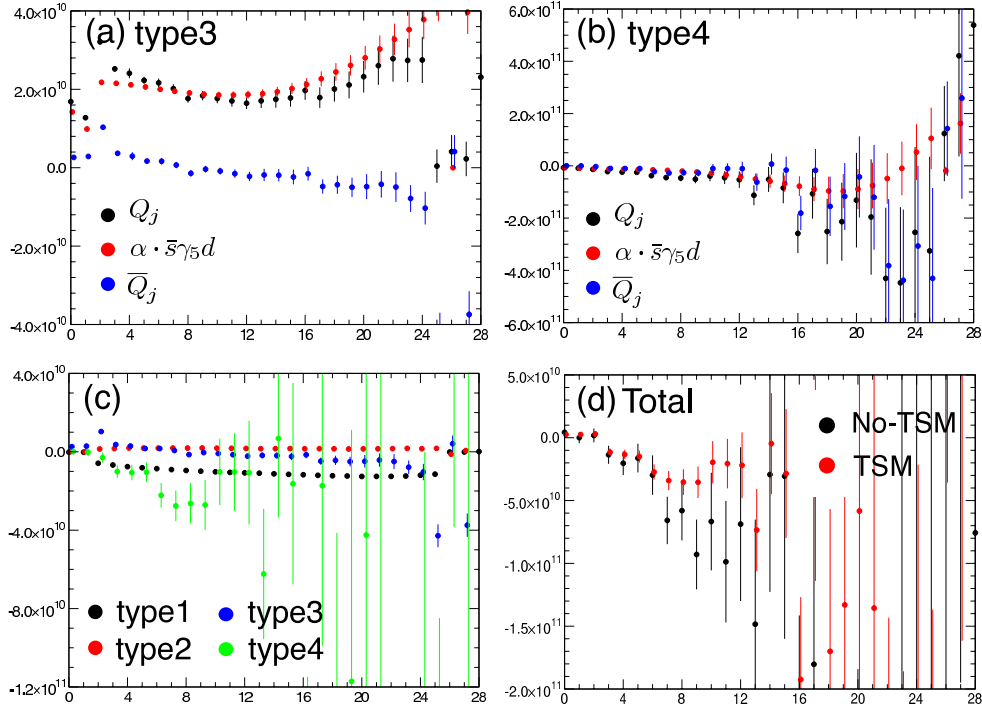 (a) type3
4.0×10¹⁰
2.0×10¹⁰
0.0
-2.0×10¹⁰
-4.0×10¹⁰
Q_j
α · s̄γ₅d
Q̅_j
0 4 8 12 16 20 24 28
(b) type4
6.0×10¹¹
4.0×10¹¹
2.0×10¹¹
0.0
-2.0×10¹¹
-4.0×10¹¹
-6.0×10¹¹
Q_j
α · s̄γ₅d
Q̅_j
0 4 8 12 16 20 24 28
(c)
4.0×10¹⁰
0.0
-4.0×10¹⁰
-8.0×10¹⁰
-1.2×10¹¹
type1 type3
type2 type4
0 4 8 12 16 20 24 28
(d) Total
5.0×10¹⁰
0.0
-5.0×10¹⁰
-1.0×10¹¹
-1.5×10¹¹
-2.0×10¹¹
No-TSM
TSM
0 4 8 12 16 20 24 28